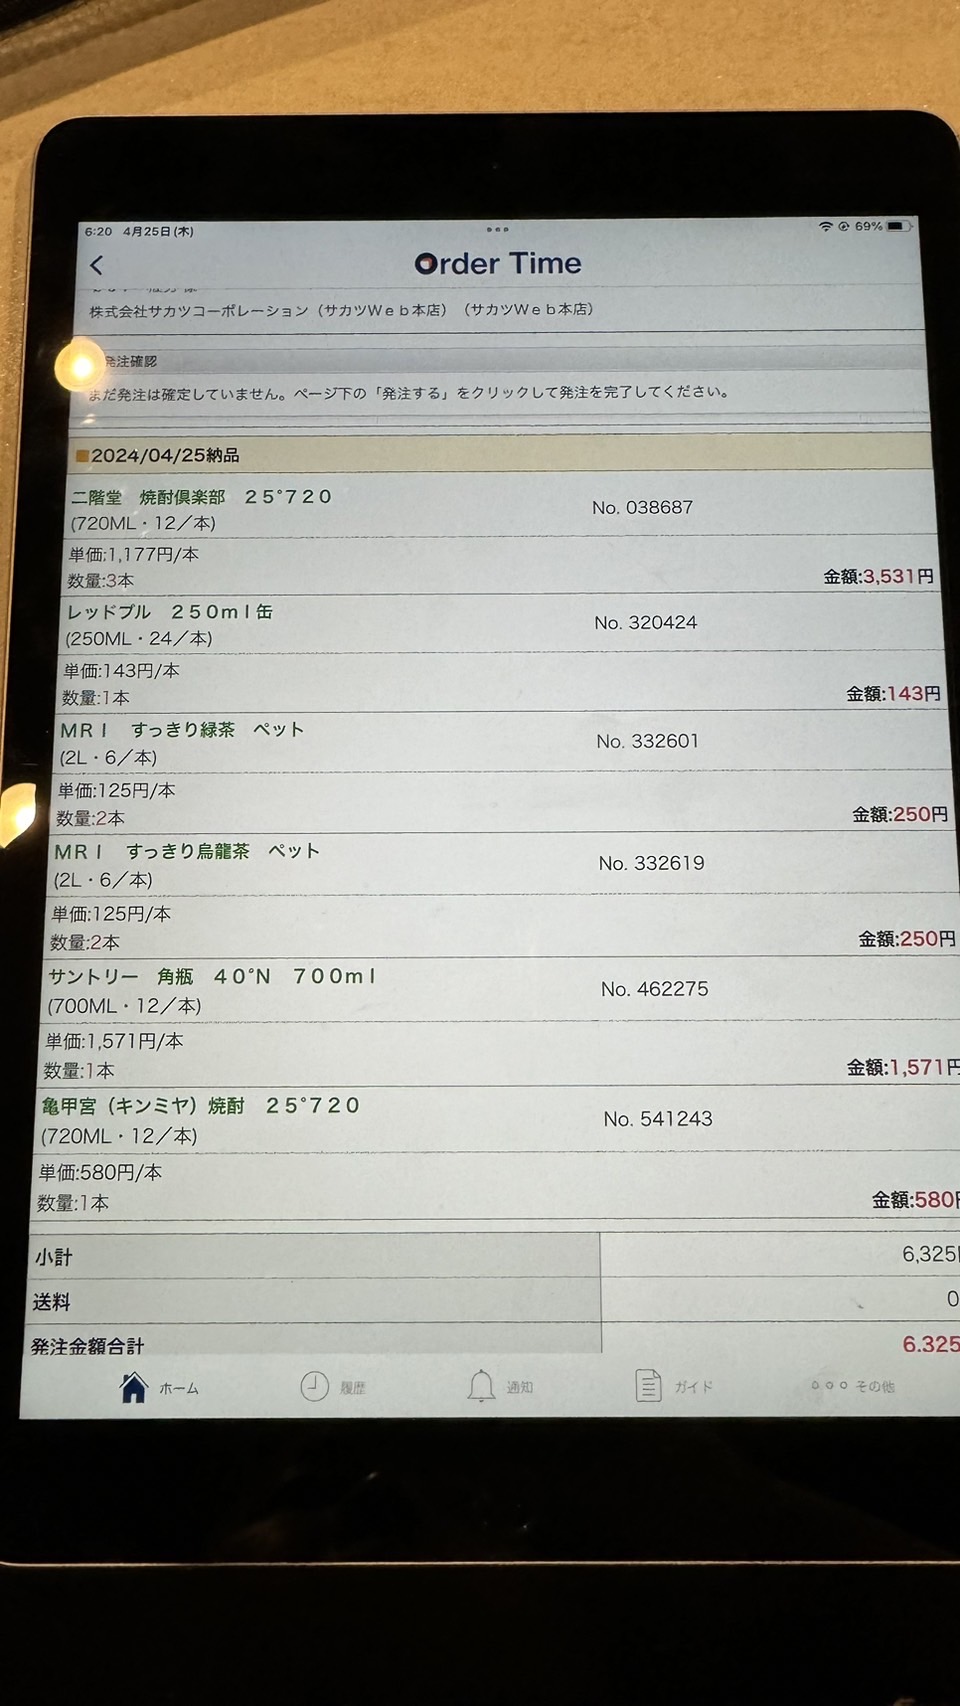 6:20 4月25日(木)
69%
Order Time
株式会社サカツコーポレーション（サカツWeb本店）（サカツWeb本店）
発注確認
まだ発注は確定していません。ページ下の「発注する」をクリックして発注を完了してください。
■2024/04/25納品
二階堂　焼酎倶楽部　２５°７２０
(720ML・12／本)
No. 038687
単価:1,177円/本
数量:3本
金額:3,531円
レッドブル　２５０ｍｌ缶
(250ML・24／本)
No. 320424
単価:143円/本
数量:1本
金額:143円
ＭＲＩ　すっきり緑茶　ペット
(2L・6／本)
No. 332601
単価:125円/本
数量:2本
金額:250円
ＭＲＩ　すっきり烏龍茶　ペット
(2L・6／本)
No. 332619
単価:125円/本
数量:2本
金額:250円
サントリー　角瓶　４０°Ｎ　７００ｍｌ
(700ML・12／本)
No. 462275
単価:1,571円/本
数量:1本
金額:1,571円
亀甲宮（キンミヤ）焼酎　２５°７２０
(720ML・12／本)
No. 541243
単価:580円/本
数量:1本
金額:580円
小計
6,325
送料
0
発注金額合計
6,325
ホーム
履歴
通知
ガイド
その他